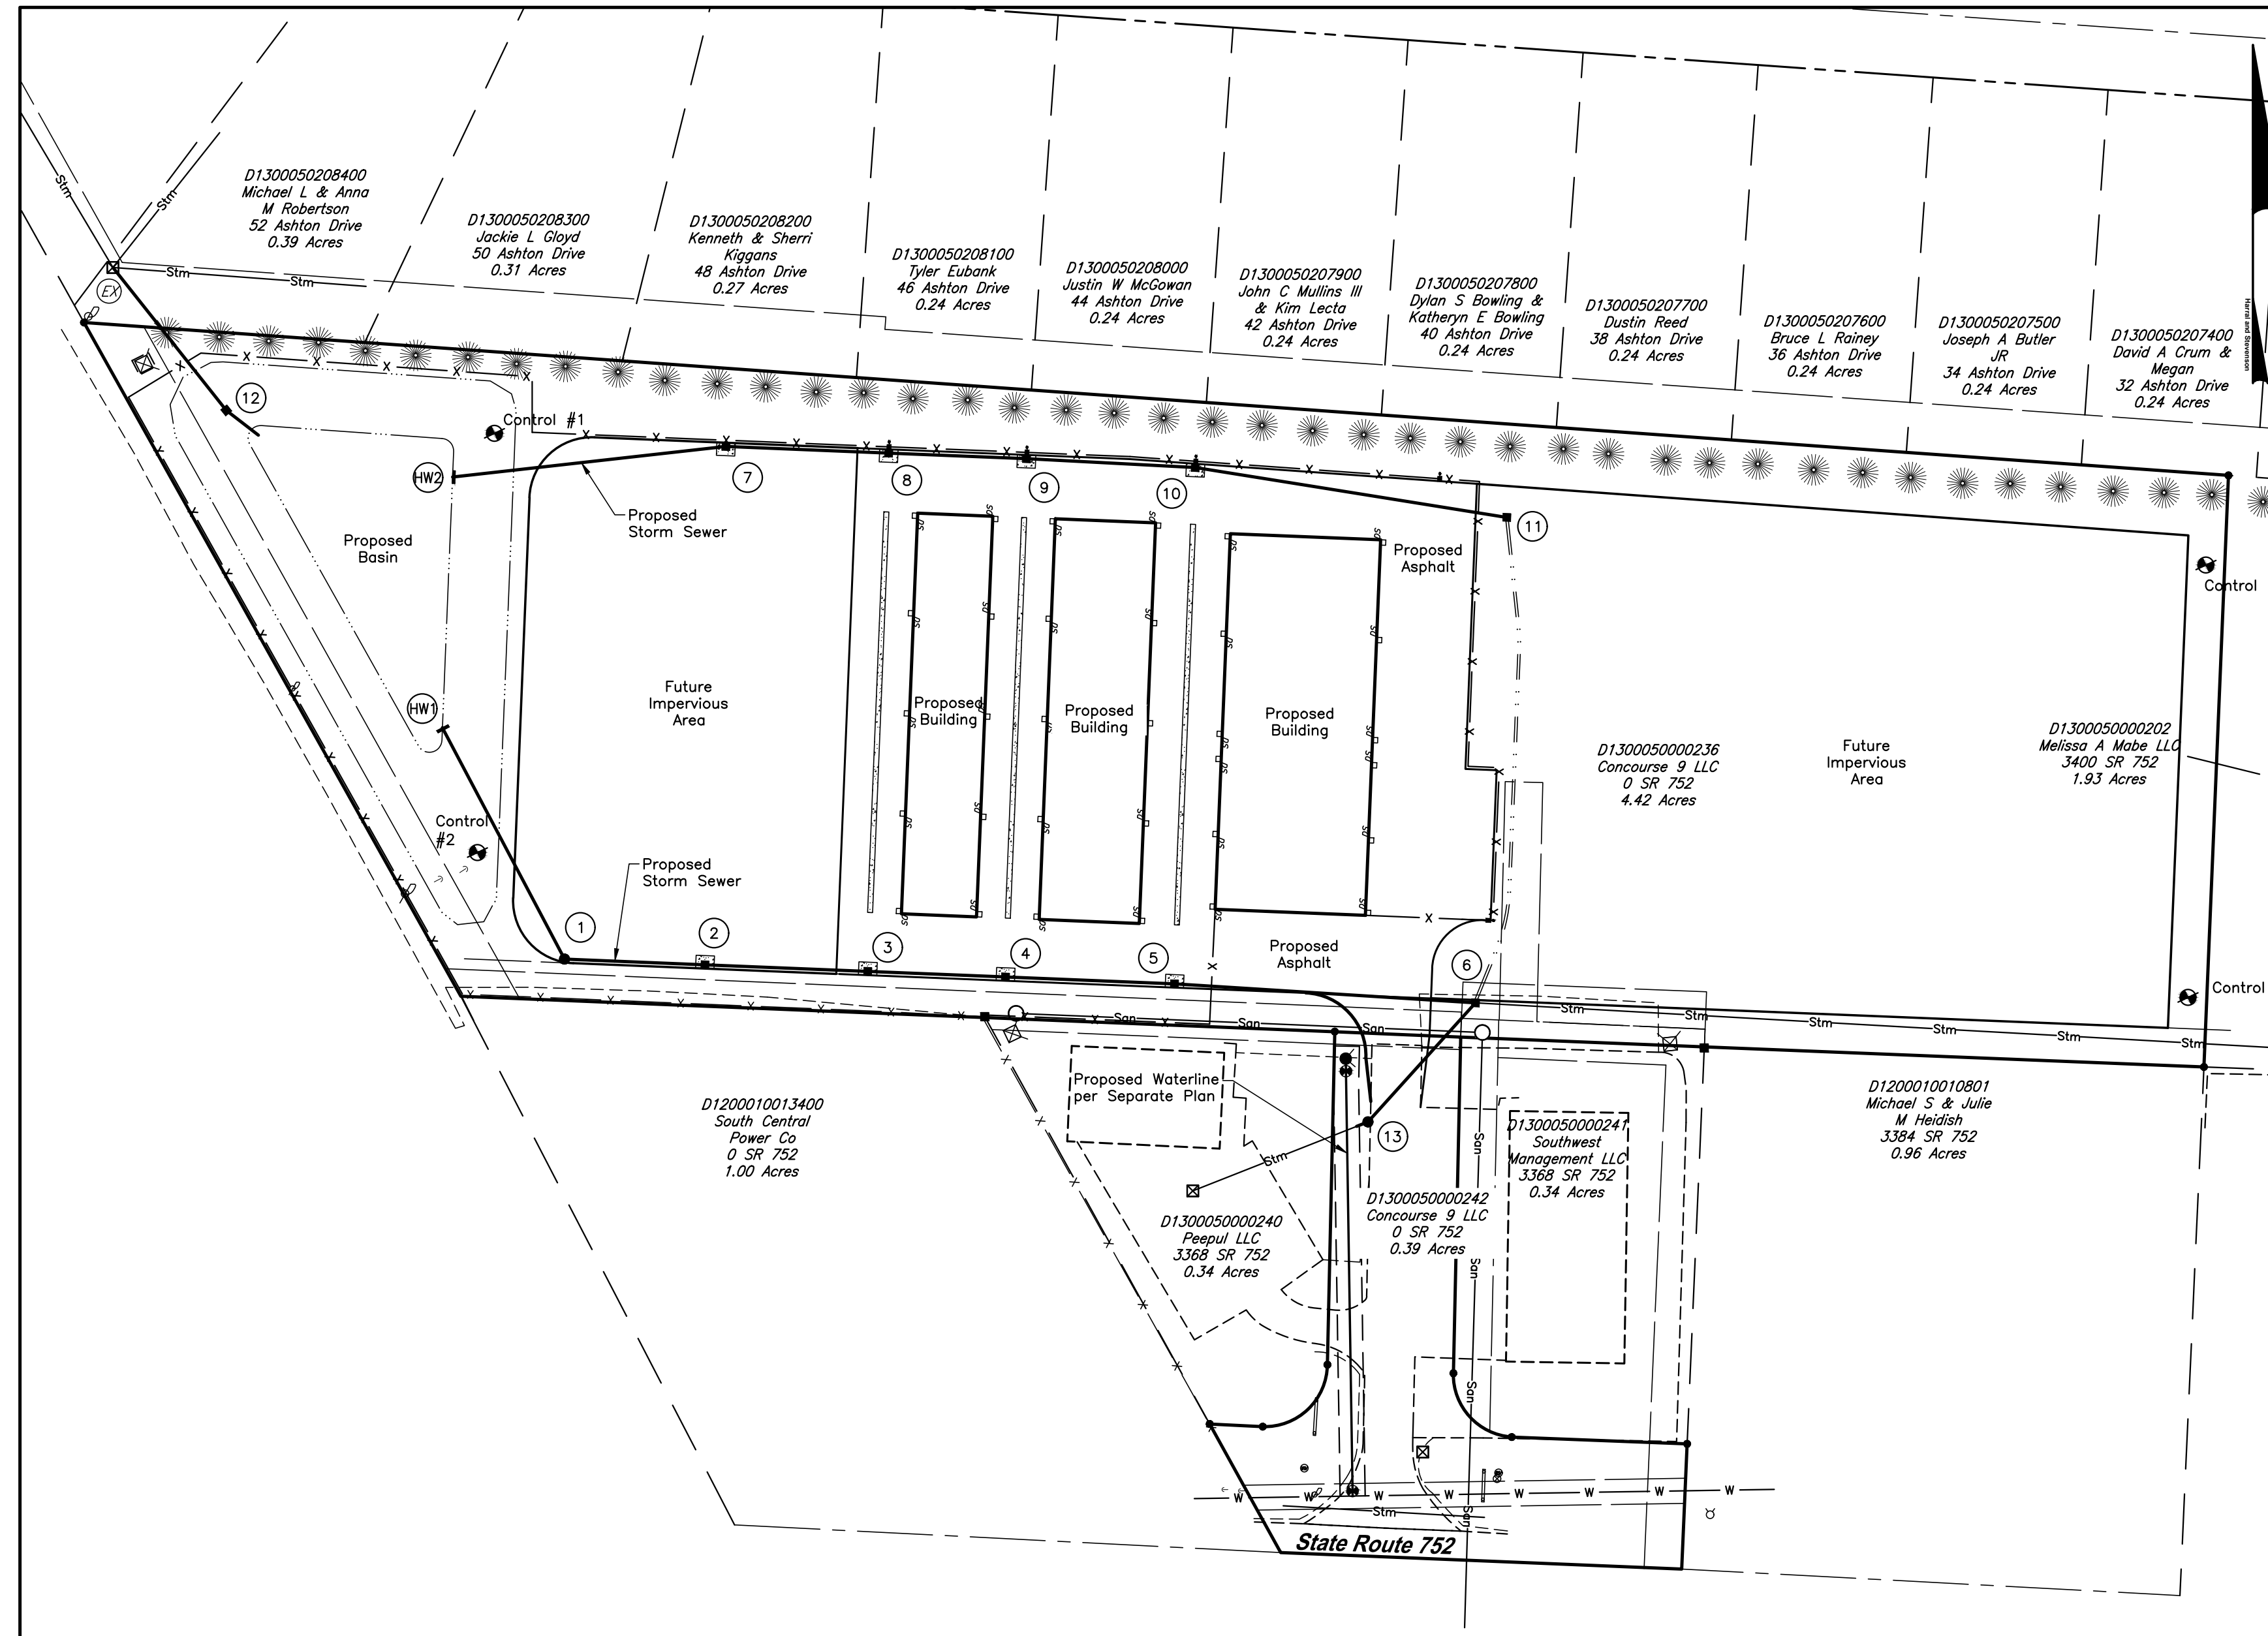 D1300050208400
Michael L & Anna
M Robertson
52 Ashton Drive
0.39 Acres
D1300050208300
Jackie L Gloyd
50 Ashton Drive
0.31 Acres
D1300050208200
Kenneth & Sherri
Kiggans
48 Ashton Drive
0.27 Acres
D1300050208100
Tyler Eubank
46 Ashton Drive
0.24 Acres
D1300050208000
Justin W McGowan
44 Ashton Drive
0.24 Acres
D1300050207900
John C Mullins III
& Kim Lecta
42 Ashton Drive
0.24 Acres
D1300050207800
Dylan S Bowling &
Katheryn E Bowling
40 Ashton Drive
0.24 Acres
D1300050207700
Dustin Reed
38 Ashton Drive
0.24 Acres
D1300050207600
Bruce L Rainey
36 Ashton Drive
0.24 Acres
D1300050207500
Joseph A Butler
JR
34 Ashton Drive
0.24 Acres
D1300050207400
David A Crum &
Megan
32 Ashton Drive
0.24 Acres
Harral and Stevenson
Stm
Stm
Stm
Stm
EX
12
Control #1
HW2
7
8
9
10
11
Proposed
Storm Sewer
Proposed
Basin
Proposed
Asphalt
Control
HW1
Future
Impervious
Area
Proposed
Building
Proposed
Building
Proposed
Building
D1300050000236
Concourse 9 LLC
0 SR 752
4.42 Acres
Future
Impervious
Area
D1300050000202
Melissa A Mabe LLC
3400 SR 752
1.93 Acres
Control
#2
Proposed
Storm Sewer
1
2
3
4
5
6
Proposed
Asphalt
Control
San
San
San
Stm
Stm
Stm
Stm
Stm
Stm
Proposed Waterline
per Separate Plan
D1200010013400
South Central
Power Co
0 SR 752
1.00 Acres
13
Stm
San
D1300050000241
Southwest
Management LLC
3368 SR 752
0.34 Acres
D1200010010801
Michael S & Julie
M Heidish
3384 SR 752
0.96 Acres
D1300050000240
Peepul LLC
3368 SR 752
0.34 Acres
D1300050000242
Concourse 9 LLC
0 SR 752
0.39 Acres
San
San
W W W W W W W W
Stm
San
State Route 752